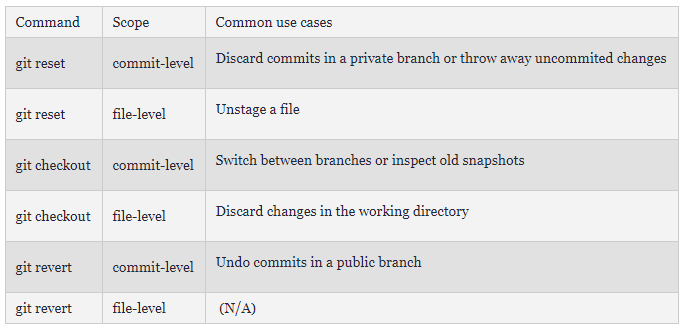 Command Scope Common use cases
git reset commit-level Discard commits in a private branch or throw away uncommited changes
git reset file-level Unstage a file
git checkout commit-level Switch between branches or inspect old snapshots
git checkout file-level Discard changes in the working directory
git revert commit-level Undo commits in a public branch
git revert file-level (N/A)